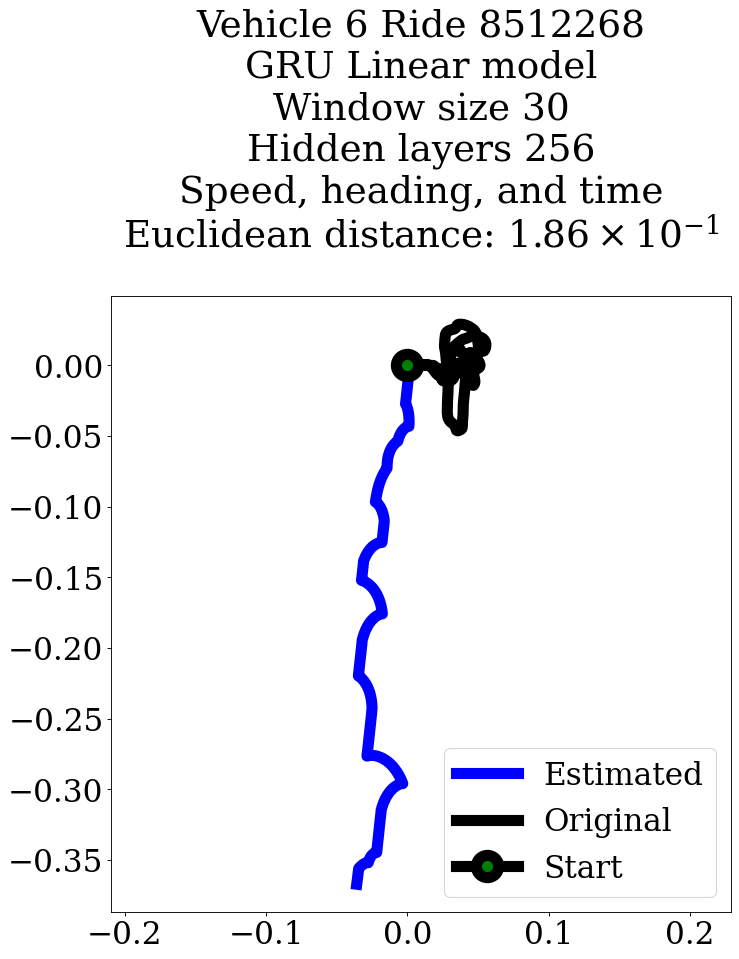 Vehicle 6 Ride 8512268
GRU Linear model
Window size 30
Hidden layers 256
Speed, heading, and time
Euclidean distance: 1.86 × 10⁻¹
0.00
−0.05
−0.10
−0.15
−0.20
−0.25
−0.30
−0.35
Estimated
Original
Start
−0.2 −0.1 0.0 0.1 0.2